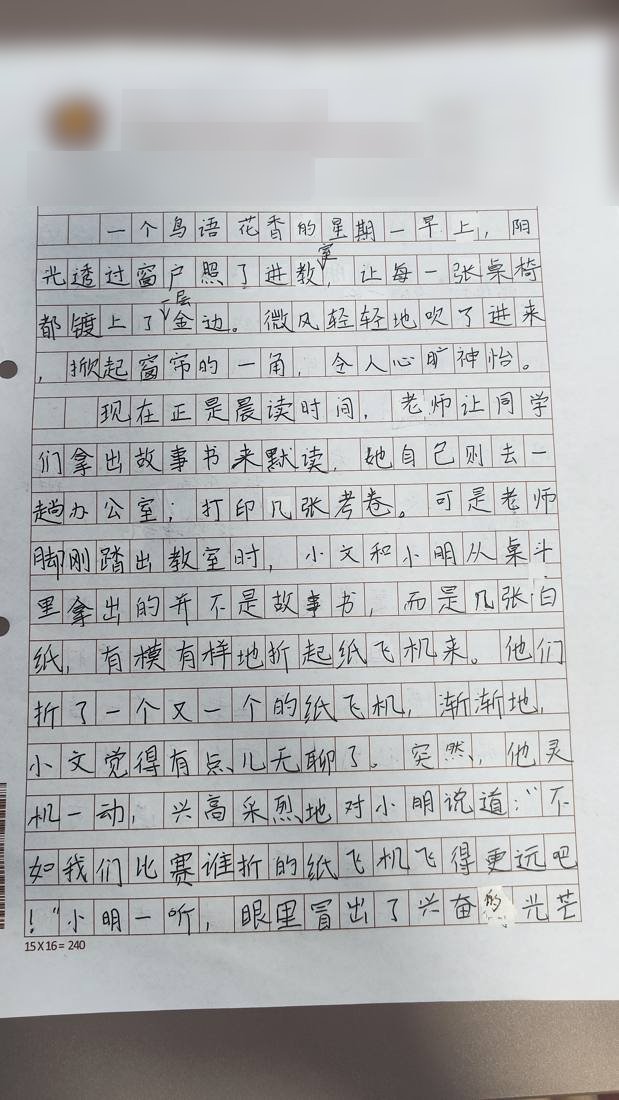 一个鸟语花香的星期一早上，阳
光透过窗户照了进教室，让每一张桌椅
都镀上了一层金边。微风轻轻地吹了进来
，掀起窗帘的一角，令人心旷神怡。
现在正是晨读时间，老师让同学
们拿出故事书来默读，她自己则去一
趟办公室，打印几张考卷。可是老师
脚刚踏出教室时，小文和小明从桌斗
里拿出的并不是故事书，而是几张白
纸，有模有样地折起纸飞机来。他们
折了一个又一个的纸飞机，渐渐地，
小文觉得有点儿无聊了。突然，他灵
机一动，兴高采烈地对小明说道：“不
如我们比赛谁折的纸飞机飞得更远吧
！”小明一听，眼里冒出了兴奋的光芒
15X16=240